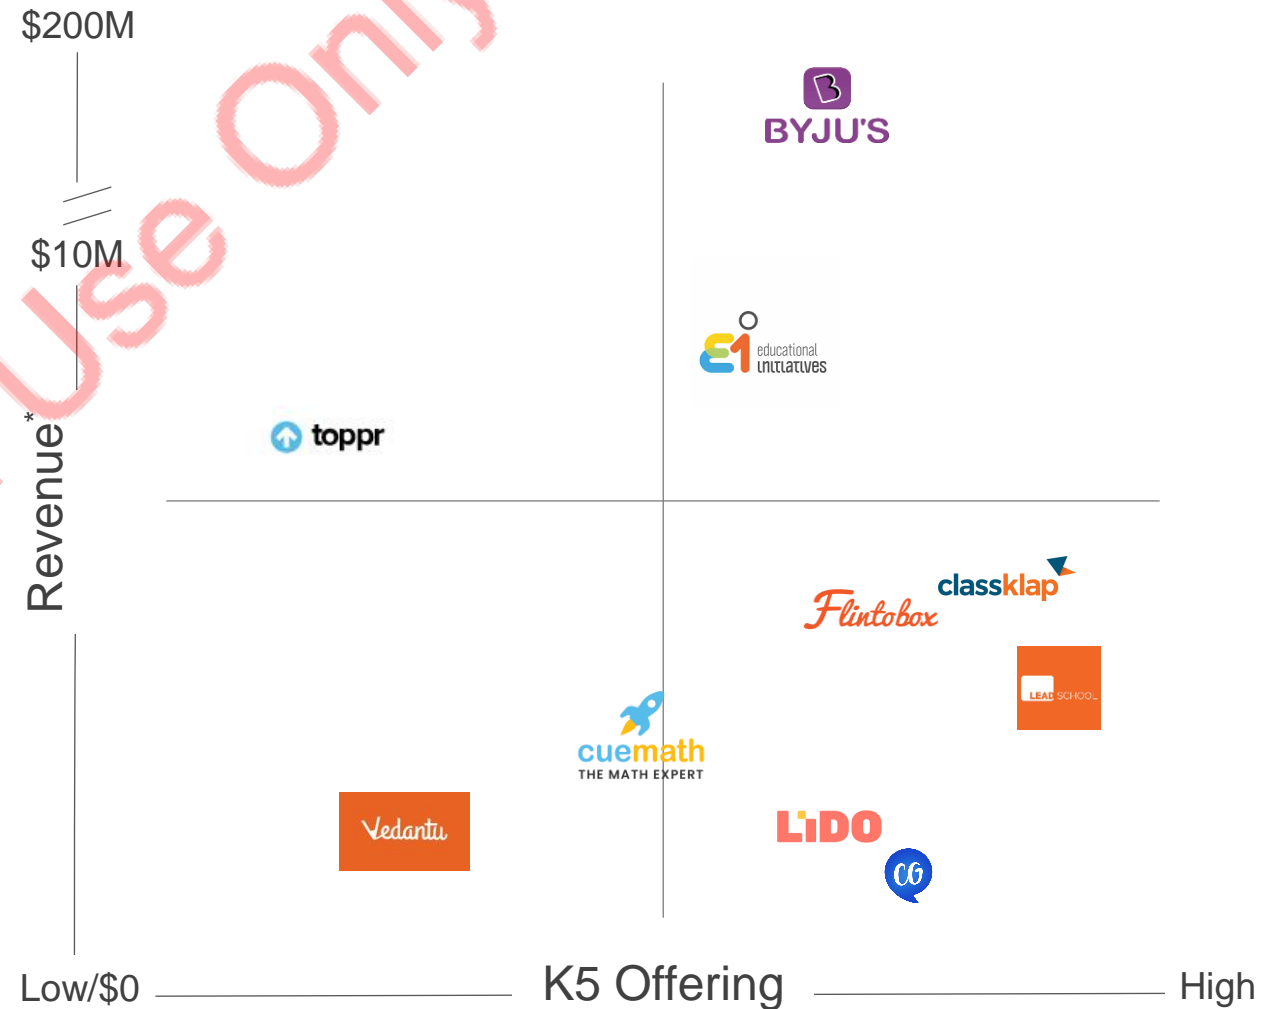 $200M
Use Only
B
BYJU'S
$10M
educational
INITIATIVES
toppr
Revenue*
classklap
Flintobox
LEAD SCHOOL
cuemath
THE MATH EXPERT
Vedantu
LiDO
CG
Low/$0
K5 Offering
High